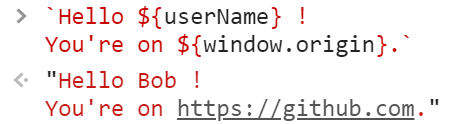 > `Hello ${userName} !
You're on ${window.origin}.`
<· "Hello Bob !
You're on https://github.com."